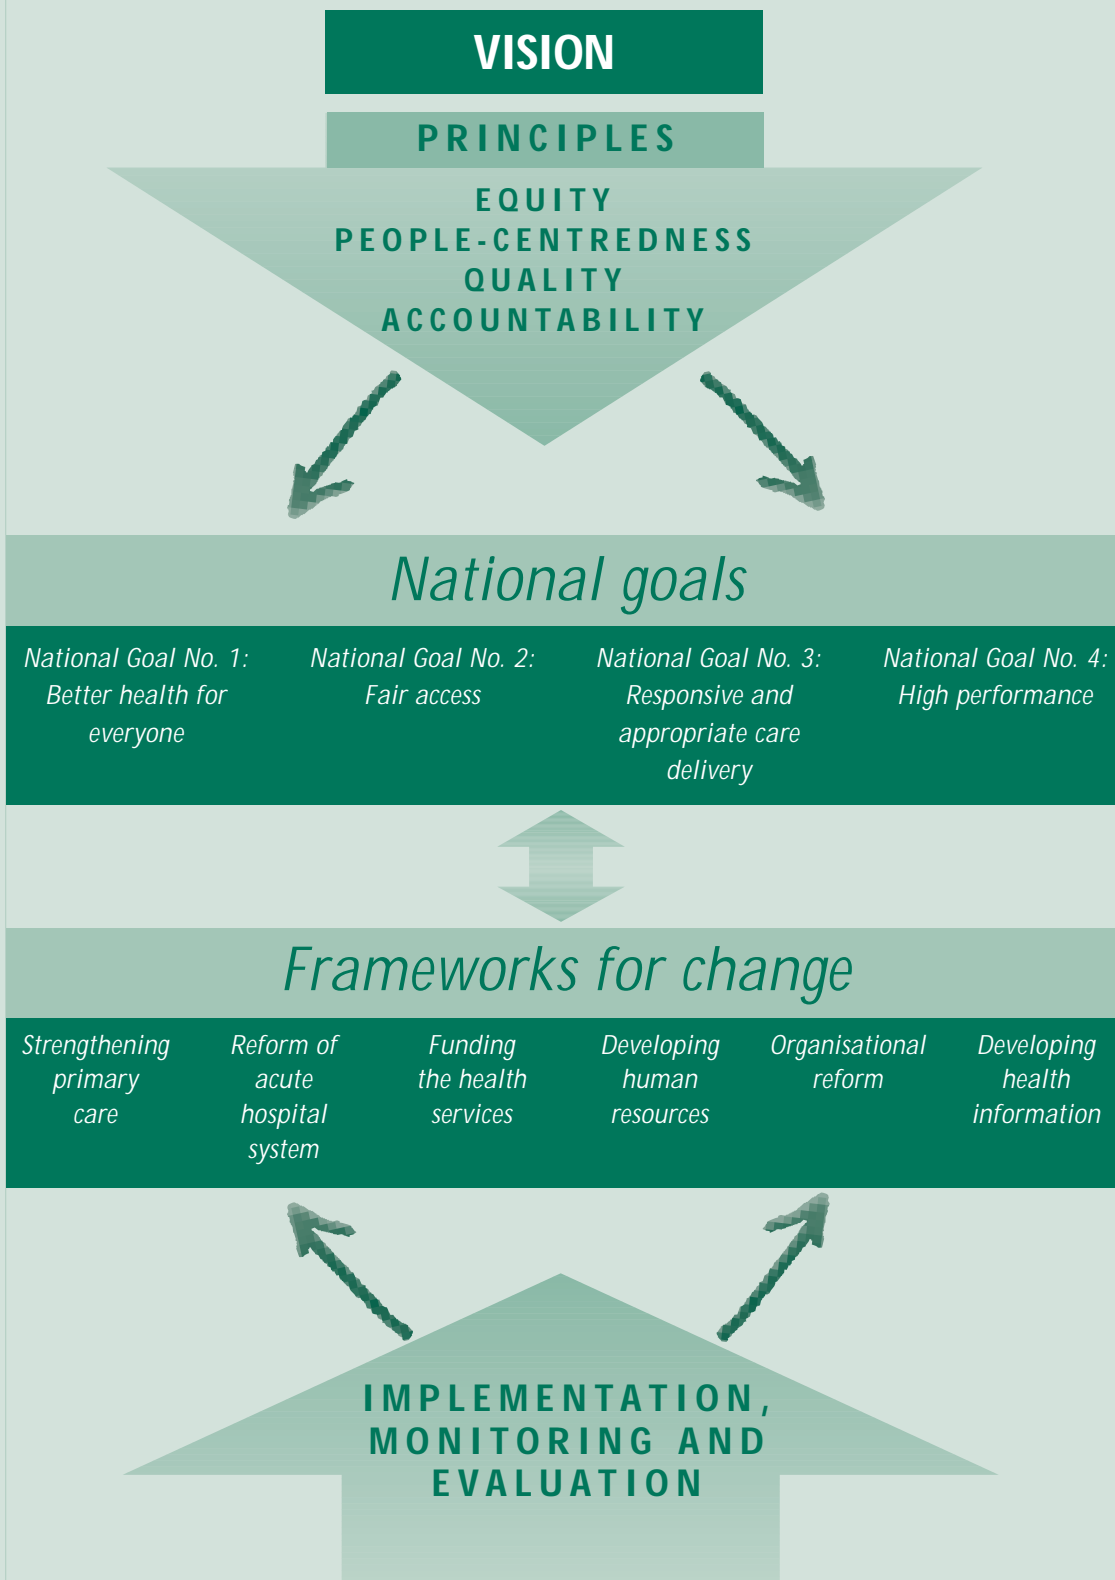 VISION
PRINCIPLES
EQUITY
PEOPLE-CENTREDNESS
QUALITY
ACCOUNTABILITY
National goals
National Goal No. 1:
Better health for
everyone
National Goal No. 2:
Fair access
National Goal No. 3:
Responsive and
appropriate care
delivery
National Goal No. 4:
High performance
Frameworks for change
Strengthening
primary
care
Reform of
acute
hospital
system
Funding
the health
services
Developing
human
resources
Organisational
reform
Developing
health
information
IMPLEMENTATION,
MONITORING AND
EVALUATION